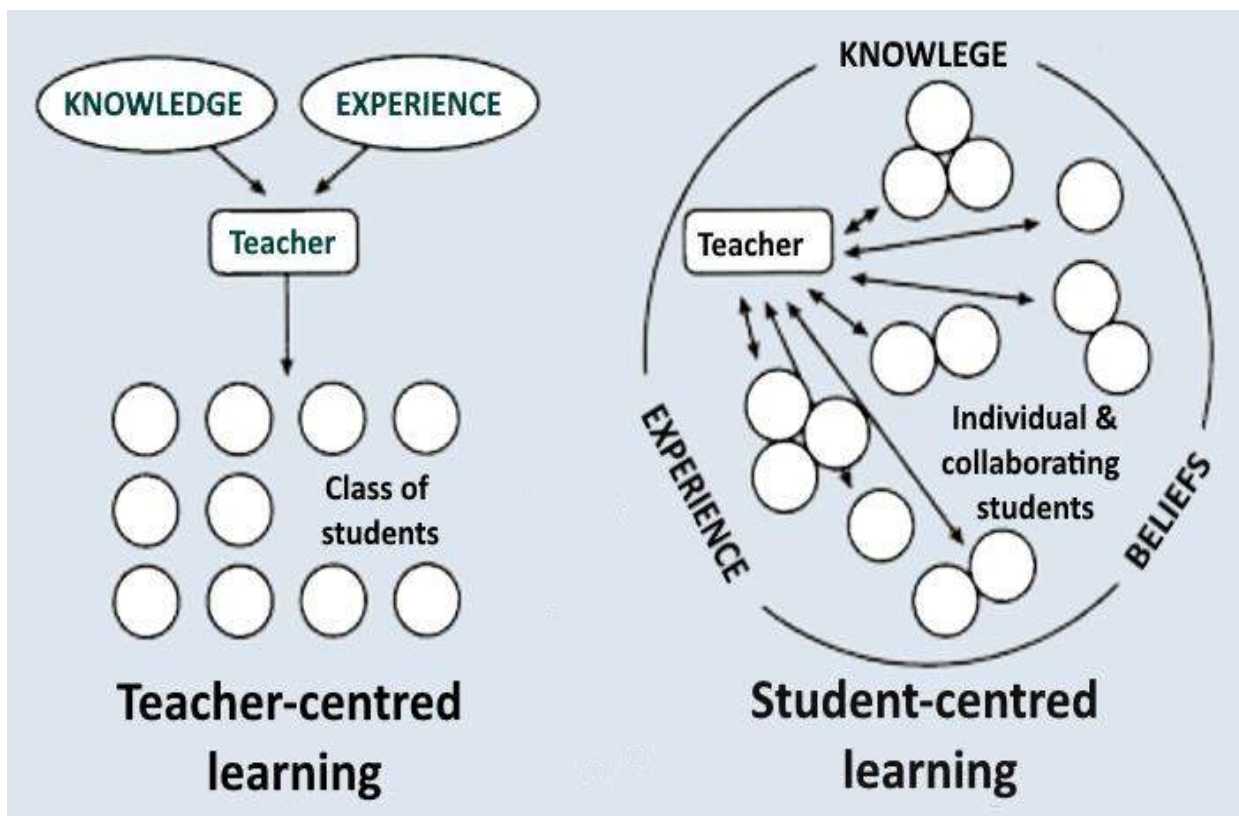 KNOWLEDGE
EXPERIENCE
Teacher
Class of
students
Teacher-centred
learning
KNOWLEGE
Teacher
Individual &
collaborating
students
EXPERIENCE
BELIEFS
Student-centred
learning